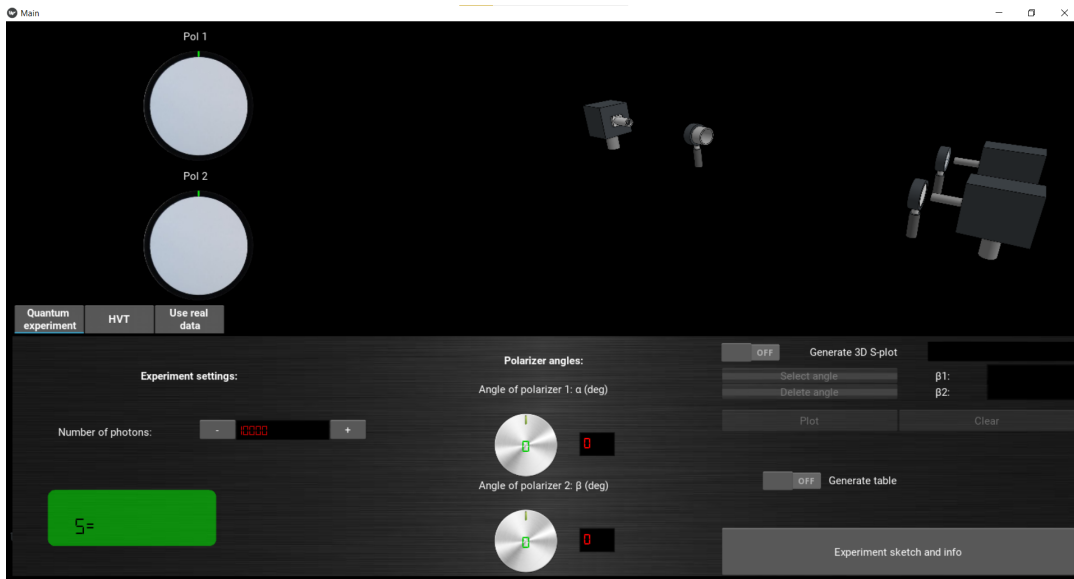 Main
Pol 1
Pol 2
Quantum
experiment
HVT
Use real
data
Experiment settings:
Number of photons:
-
10000
+
S=
Polarizer angles:
Angle of polarizer 1: α (deg)
0
0
Angle of polarizer 2: β (deg)
0
0
OFF
Generate 3D S-plot
Select angle
β1:
Delete angle
β2:
Plot
Clear
OFF
Generate table
Experiment sketch and info